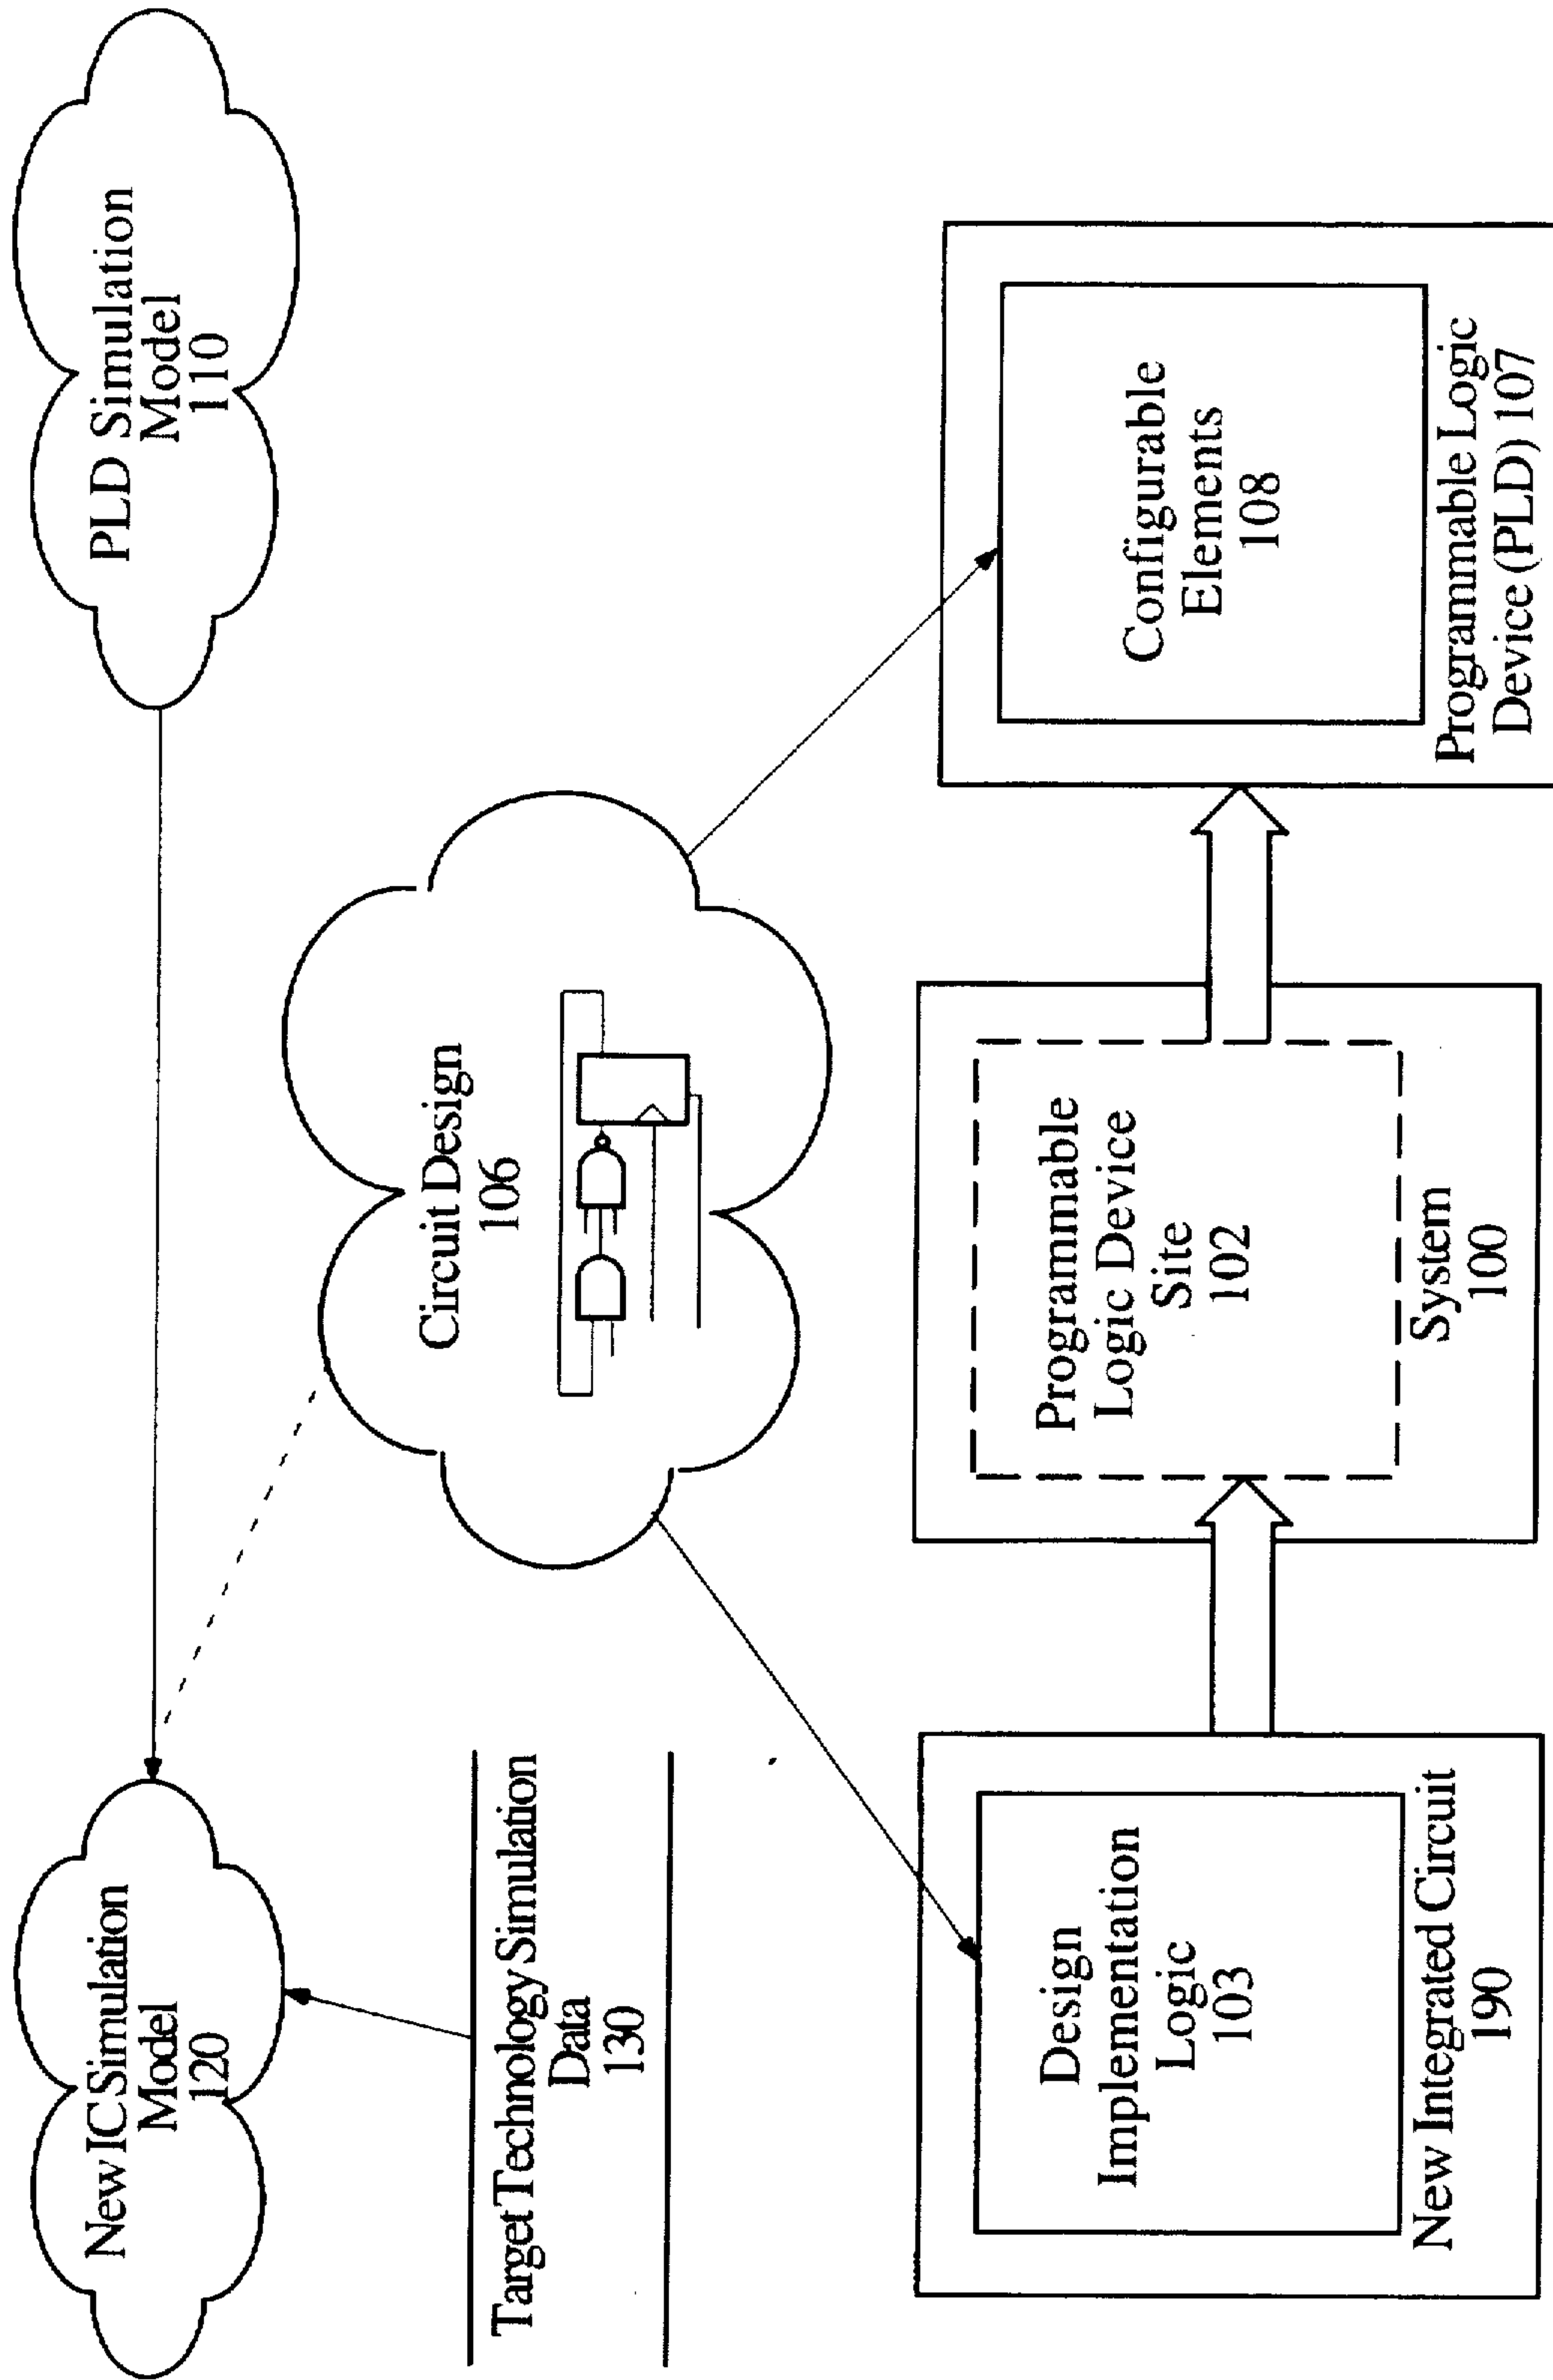 New IC Simulation
Model
120
PLD Simulation
Model
110
Target Technology Simulation
Data
130
Circuit Design
106
Design
Implementation
Logic
103
New Integrated Circuit
190
Programmable
Logic Device
Site
102
System
100
Configurable
Elements
108
Programmable Logic
Device (PLD) 107